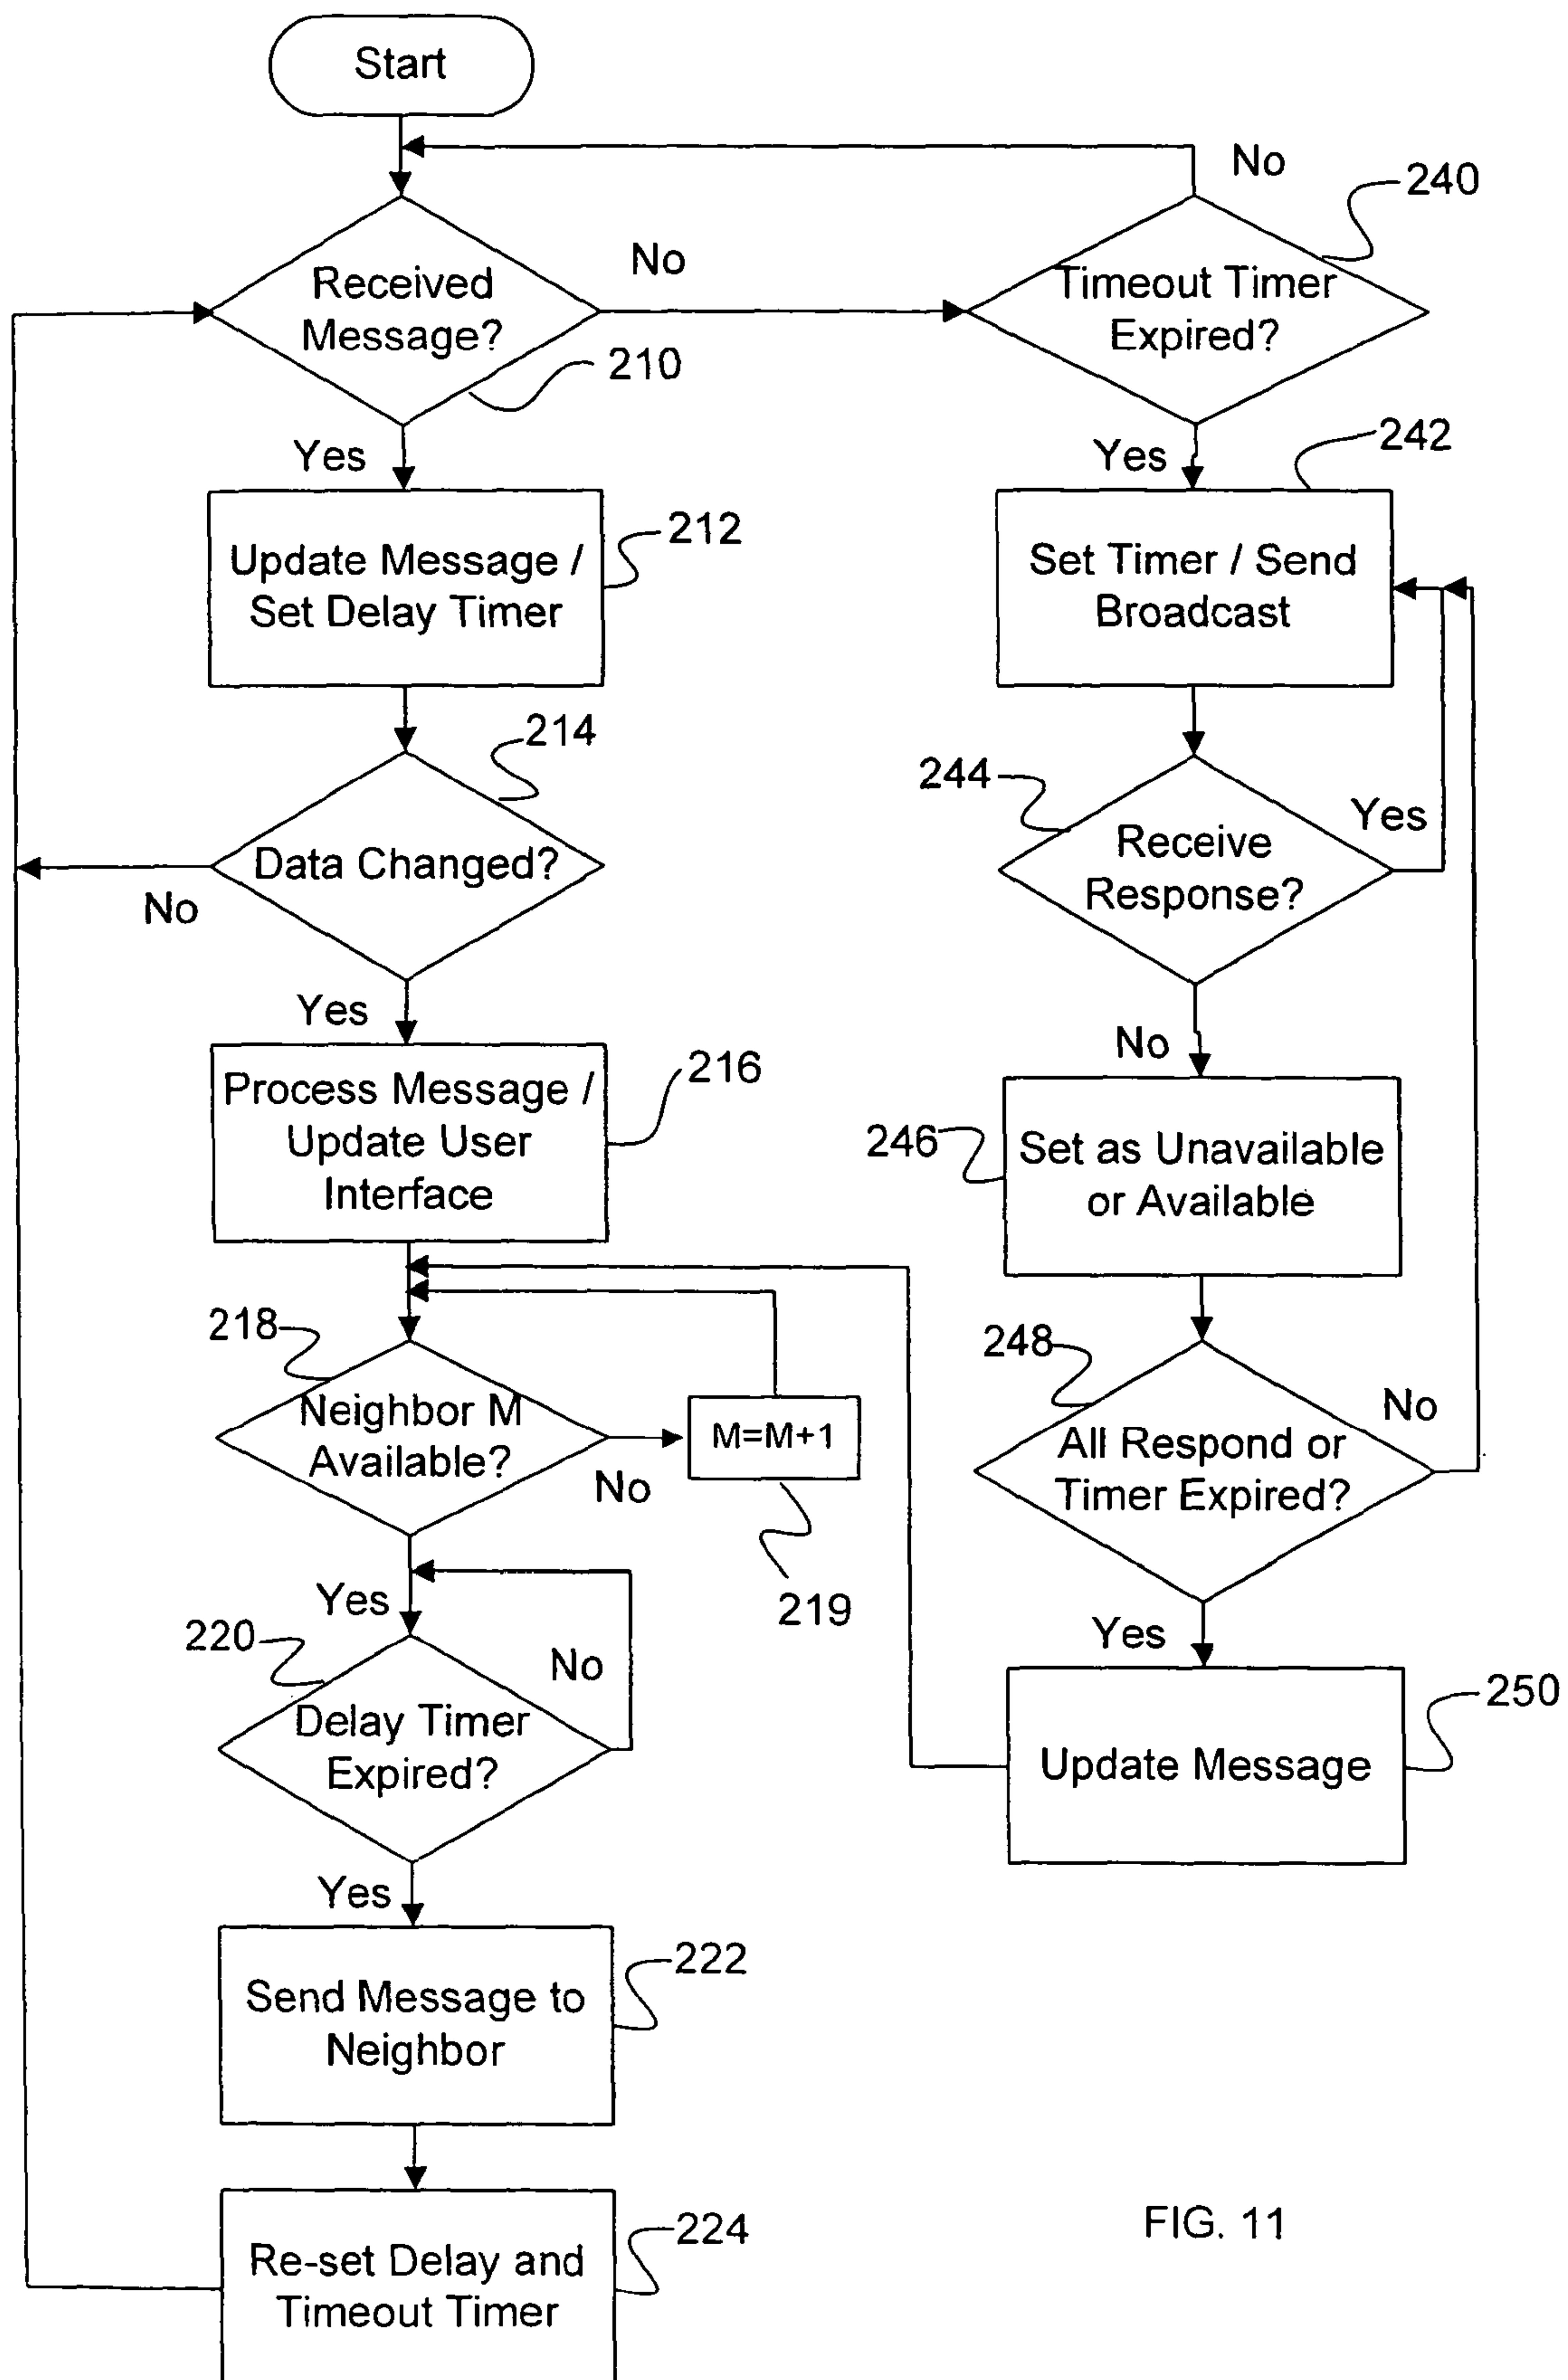 Start
No
240
Received
Message?
No
Timeout Timer
Expired?
210
Yes
Yes
242
Update Message /
Set Delay Timer
212
Set Timer / Send
Broadcast
214
244
Data Changed?
No
Receive
Response?
Yes
Yes
No
Process Message /
Update User
Interface
216
246
Set as Unavailable
or Available
218
248
Neighbor M
Available?
No
M=M+1
219
All Respond or
Timer Expired?
No
Yes
220
Delay Timer
Expired?
No
Yes
Update Message
250
Yes
Send Message to
Neighbor
222
Re-set Delay and
Timeout Timer
224
FIG. 11